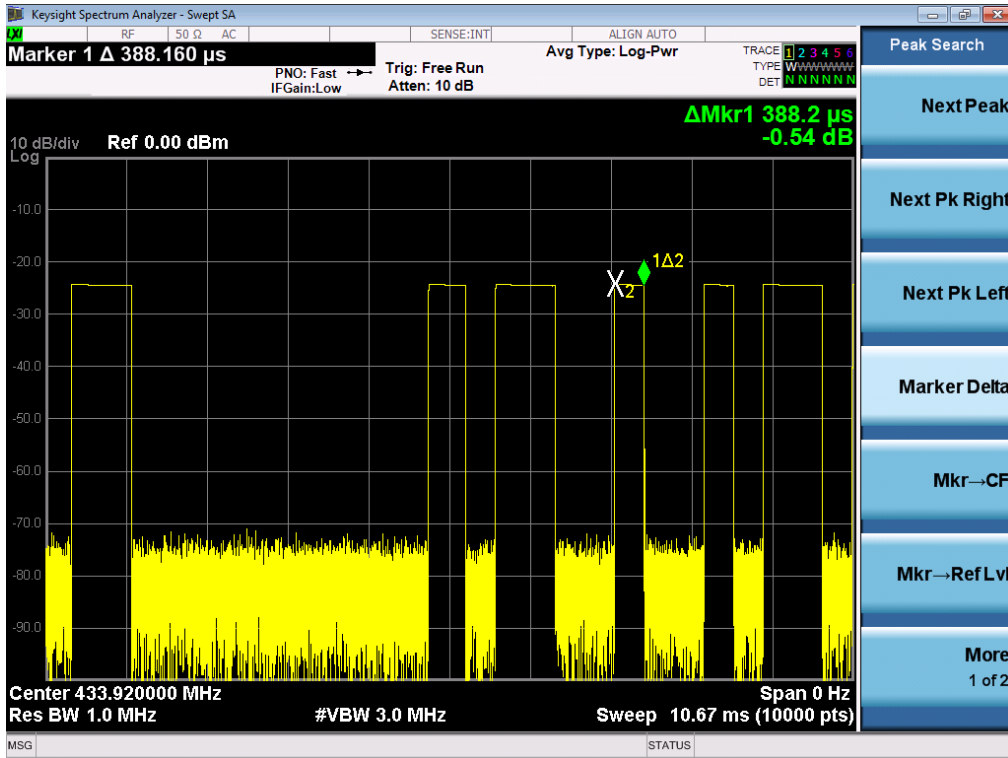 Keysight Spectrum Analyzer - Swept SA
LXI RF 50 Ω AC SENSE:INT ALIGN AUTO
Marker 1 Δ 388.160 µs
PNO: Fast
IFGain:Low
Trig: Free Run
Atten: 10 dB
Avg Type: Log-Pwr
TRACE 1 2 3 4 5 6
TYPE WWWWWW
DET N N N N N N
ΔMkr1 388.2 µs
-0.54 dB
10 dB/div Ref 0.00 dBm
Log
-10.0
-20.0
-30.0
-40.0
-50.0
-60.0
-70.0
-80.0
-90.0
1Δ2
X2
Center 433.920000 MHz Span 0 Hz
Res BW 1.0 MHz #VBW 3.0 MHz Sweep 10.67 ms (10000 pts)
MSG STATUS
Peak Search
Next Peak
Next Pk Right
Next Pk Left
Marker Delta
Mkr→CF
Mkr→Ref Lvl
More
1 of 2